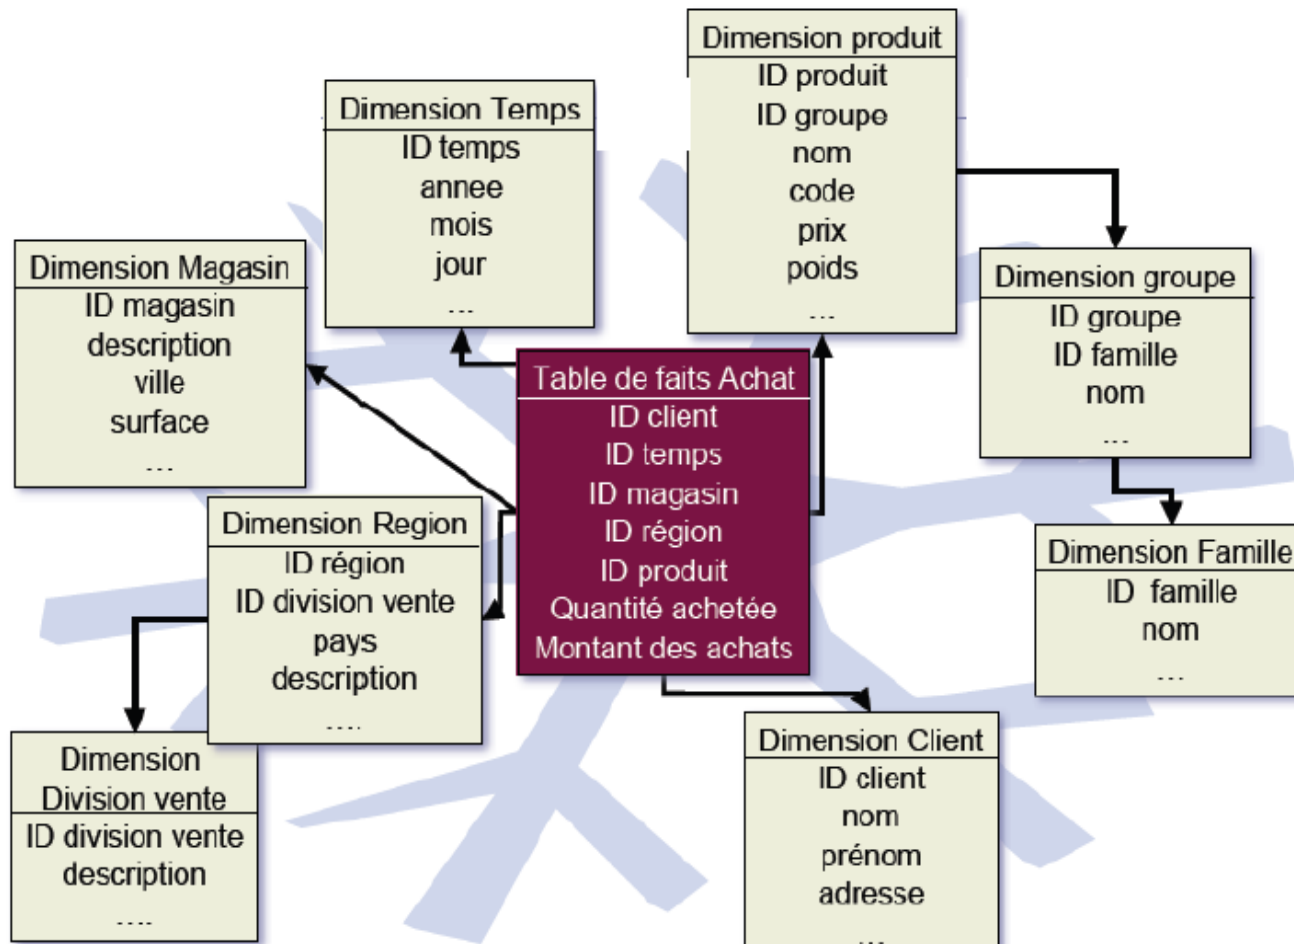 Dimension produit
ID produit
ID groupe
nom
code
prix
poids
...
Dimension Temps
ID temps
annee
mois
jour
...
Dimension Magasin
ID magasin
description
ville
surface
...
Dimension groupe
ID groupe
ID famille
nom
...
Table de faits Achat
ID client
ID temps
ID magasin
ID région
ID produit
Quantité achetée
Montant des achats
Dimension Region
ID région
ID division vente
pays
description
....
Dimension Famille
ID famille
nom
...
Dimension
Division vente
ID division vente
description
....
Dimension Client
ID client
nom
prénom
adresse
...